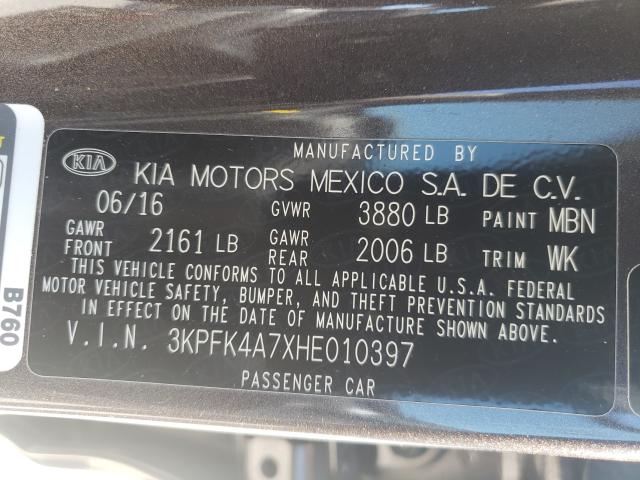 MANUFACTURED BY
KIA KIA MOTORS MEXICO S.A. DE C.V.
06/16 GVWR 3880 LB PAINT MBN
GAWR FRONT 2161 LB GAWR REAR 2006 LB TRIM WK
THIS VEHICLE CONFORMS TO ALL APPLICABLE U.S.A. FEDERAL
MOTOR VEHICLE SAFETY, BUMPER, AND THEFT PREVENTION STANDARDS
IN EFFECT ON THE DATE OF MANUFACTURE SHOWN ABOVE.
V.I.N. 3KPFK4A7XHE010397
PASSENGER CAR
B760